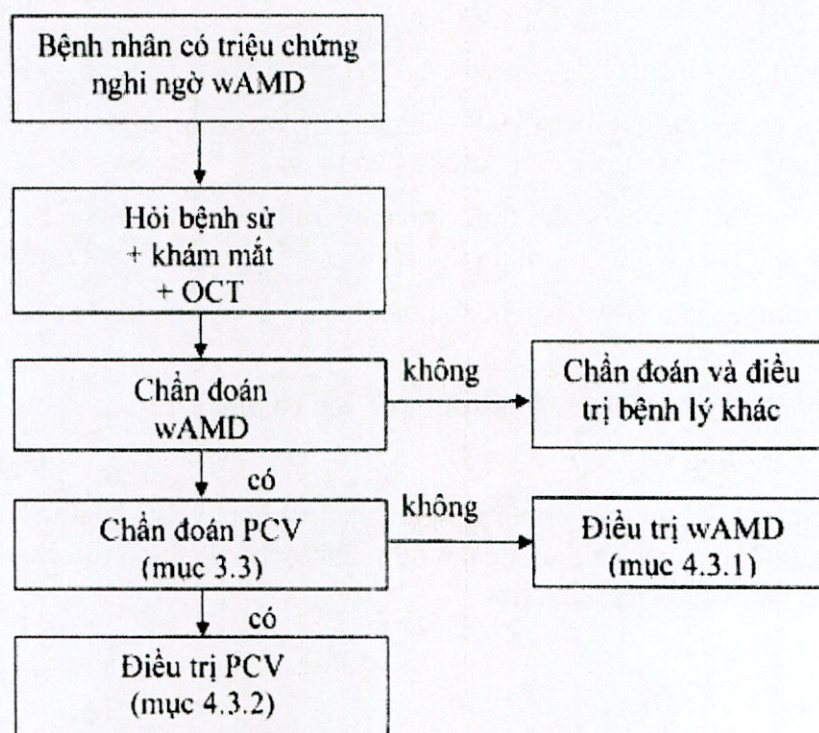 Bệnh nhân có triệu chứng
nghi ngờ wAMD
Hỏi bệnh sử
+ khám mắt
+ OCT
Chẩn đoán
wAMD
không
Chẩn đoán và điều
trị bệnh lý khác
có
Chẩn đoán PCV
(mục 3.3)
không
Điều trị wAMD
(mục 4.3.1)
có
Điều trị PCV
(mục 4.3.2)